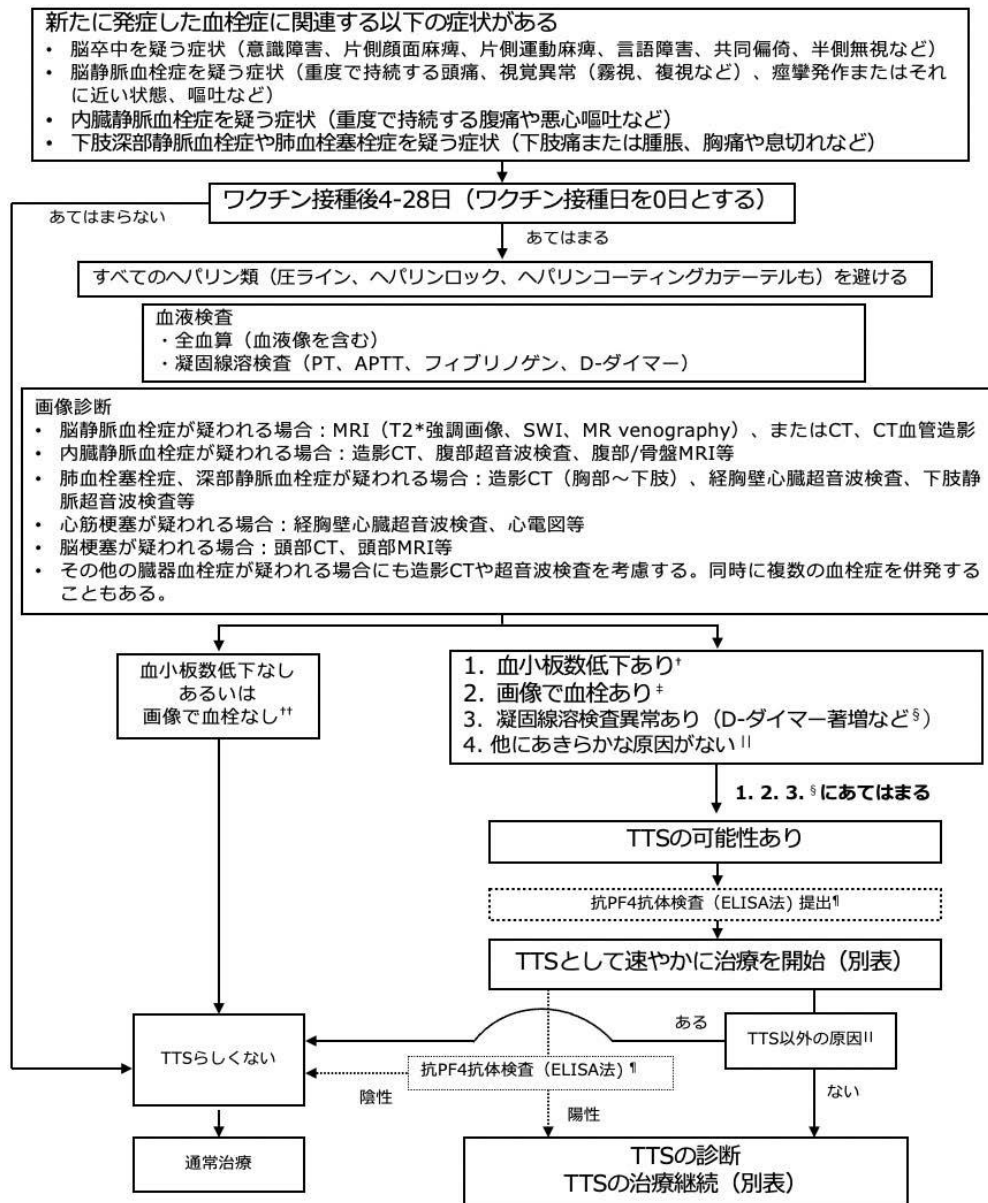 新たに発症した血栓症に関連する以下の症状がある
• 脳卒中を疑う症状（意識障害、片側顔面麻痺、片側運動麻痺、言語障害、共同偏倚、半側無視など）
• 脳静脈血栓症を疑う症状（重度で持続する頭痛、視覚異常（霧視、複視など）、痙攣発作またはそれ
に近い状態、嘔吐など）
• 内臓静脈血栓症を疑う症状（重度で持続する腹痛や悪心嘔吐など）
• 下肢深部静脈血栓症や肺血栓塞栓症を疑う症状（下肢痛または腫脹、胸痛や息切れなど）
ワクチン接種後4-28日（ワクチン接種日を0日とする）
あてはまらない
あてはまる
すべてのヘパリン類（圧ライン、ヘパリンロック、ヘパリンコーティングカテーテルも）を避ける
血液検査
・全血算（血液像を含む）
・凝固線溶検査（PT、APTT、フィブリノゲン、D-ダイマー）
画像診断
• 脳静脈血栓症が疑われる場合：MRI（T2*強調画像、SWI、MR venography）、またはCT、CT血管造影
• 内臓静脈血栓症が疑われる場合：造影CT、腹部超音波検査、腹部/骨盤MRI等
• 肺血栓塞栓症、深部静脈血栓症が疑われる場合：造影CT（胸部～下肢）、経胸壁心臓超音波検査、下肢静
脈超音波検査等
• 心筋梗塞が疑われる場合：経胸壁心臓超音波検査、心電図等
• 脳梗塞が疑われる場合：頭部CT、頭部MRI等
• その他の臓器血栓症が疑われる場合にも造影CTや超音波検査を考慮する。同時に複数の血栓症を併発する
こともある。
血小板数低下なし
あるいは
画像で血栓なし††
1. 血小板数低下あり†
2. 画像で血栓あり‡
3. 凝固線溶検査異常あり（D-ダイマー著増など§）
4. 他にあきらかな原因がない||
1. 2. 3. §にあてはまる
TTSの可能性あり
抗PF4抗体検査（ELISA法) 提出¶
TTSとして速やかに治療を開始（別表）
ある
TTS以外の原因||
TTSらしくない
抗PF4抗体検査（ELISA法) ¶
陰性
陽性
ない
通常治療
TTSの診断
TTSの治療継続（別表）